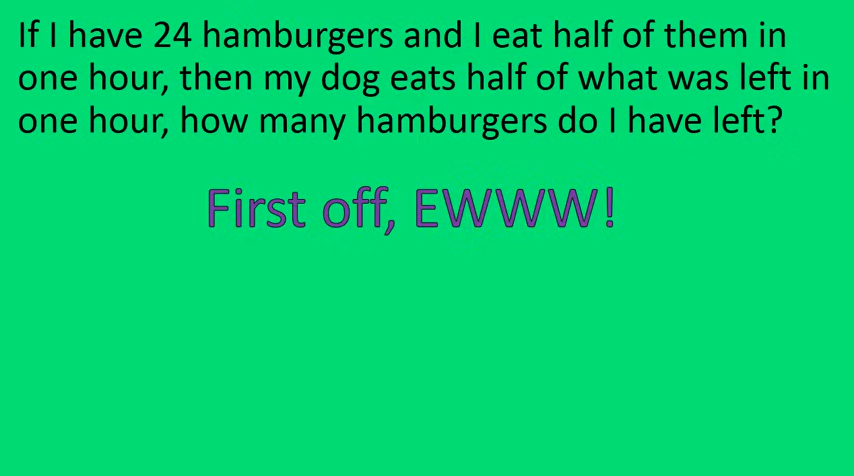 If I have 24 hamburgers and I eat half of them in
one hour, then my dog eats half of what was left in
one hour, how many hamburgers do I have left?
First off, EWWW!